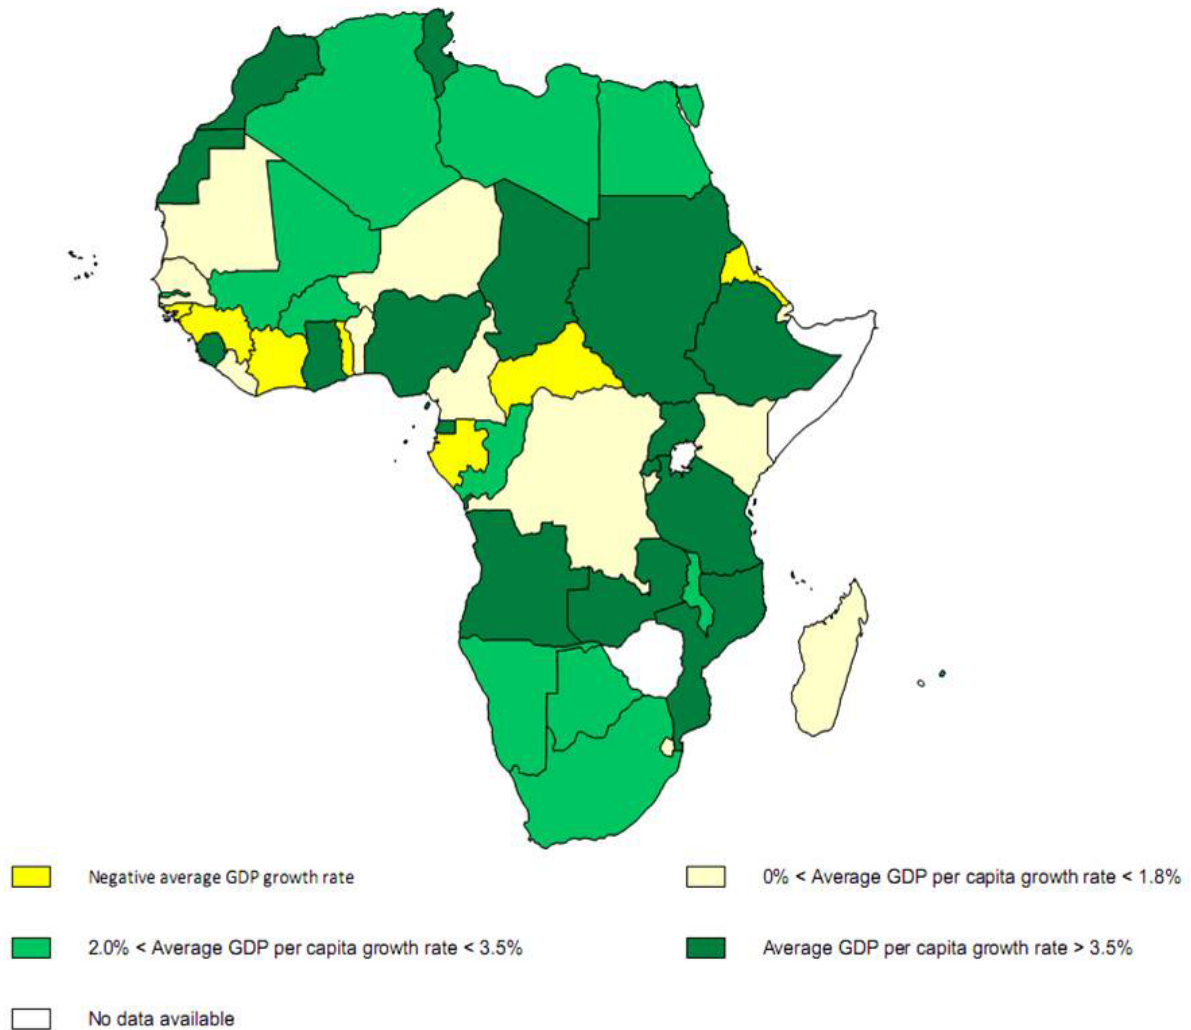 Negative average GDP growth rate
0% < Average GDP per capita growth rate < 1.8%
2.0% < Average GDP per capita growth rate < 3.5%
Average GDP per capita growth rate > 3.5%
No data available